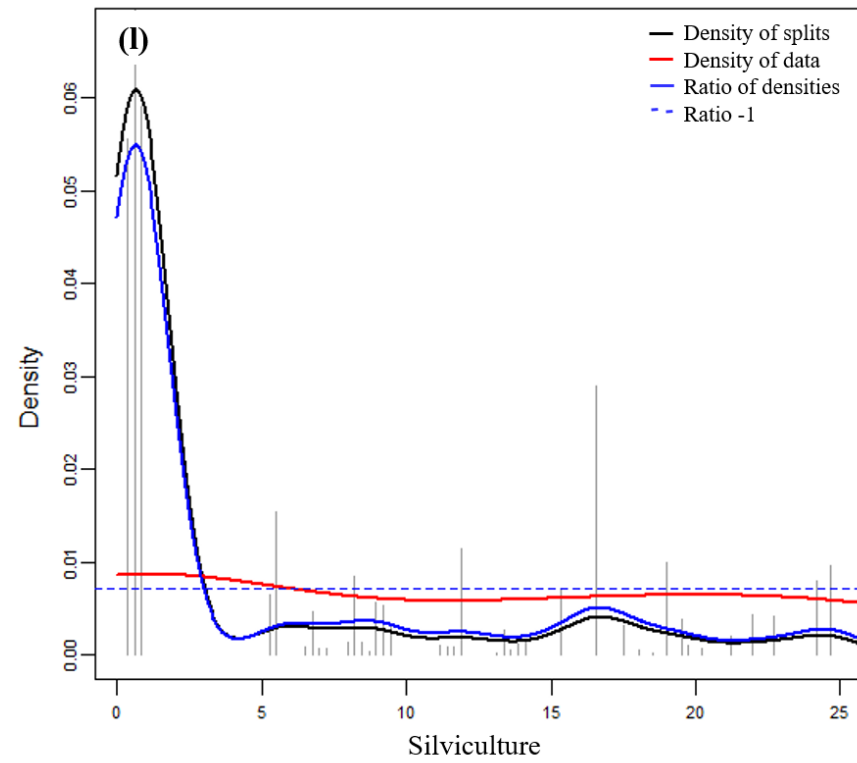 (l)
Density of splits
Density of data
Ratio of densities
Ratio -1
Density
0.06
0.05
0.04
0.03
0.02
0.01
0.00
0 5 10 15 20 25
Silviculture